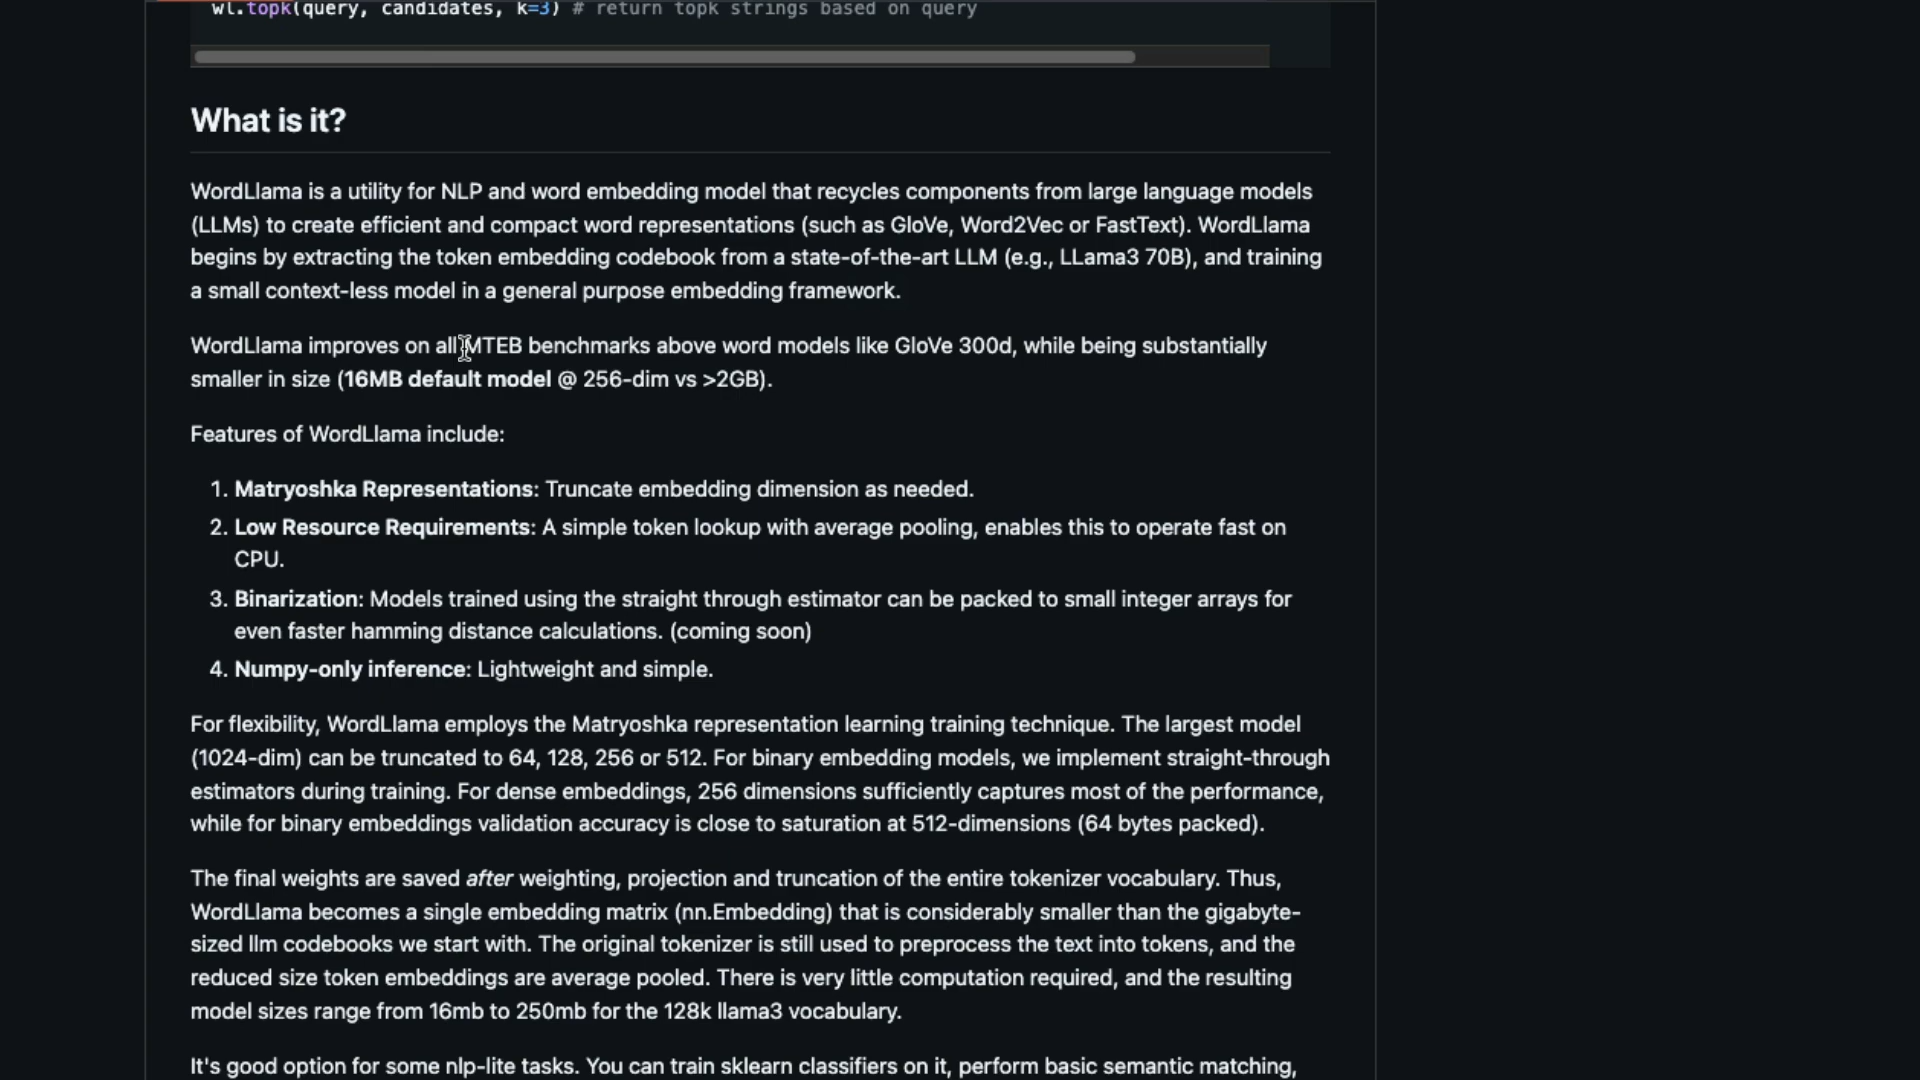 wl.topk(query, candidates, k=3) # return topk strings based on query
What is it?
WordLlama is a utility for NLP and word embedding model that recycles components from large language models
(LLMs) to create efficient and compact word representations (such as GloVe, Word2Vec or FastText). WordLlama
begins by extracting the token embedding codebook from a state-of-the-art LLM (e.g., LLama3 70B), and training
a small context-less model in a general purpose embedding framework.
WordLlama improves on all MTEB benchmarks above word models like GloVe 300d, while being substantially
smaller in size (16MB default model @ 256-dim vs >2GB).
Features of WordLlama include:
1. Matryoshka Representations: Truncate embedding dimension as needed.
2. Low Resource Requirements: A simple token lookup with average pooling, enables this to operate fast on
CPU.
3. Binarization: Models trained using the straight through estimator can be packed to small integer arrays for
even faster hamming distance calculations. (coming soon)
4. Numpy-only inference: Lightweight and simple.
For flexibility, WordLlama employs the Matryoshka representation learning training technique. The largest model
(1024-dim) can be truncated to 64, 128, 256 or 512. For binary embedding models, we implement straight-through
estimators during training. For dense embeddings, 256 dimensions sufficiently captures most of the performance,
while for binary embeddings validation accuracy is close to saturation at 512-dimensions (64 bytes packed).
The final weights are saved after weighting, projection and truncation of the entire tokenizer vocabulary. Thus,
WordLlama becomes a single embedding matrix (nn.Embedding) that is considerably smaller than the gigabyte-
sized llm codebooks we start with. The original tokenizer is still used to preprocess the text into tokens, and the
reduced size token embeddings are average pooled. There is very little computation required, and the resulting
model sizes range from 16mb to 250mb for the 128k llama3 vocabulary.
It's good option for some nlp-lite tasks. You can train sklearn classifiers on it, perform basic semantic matching,